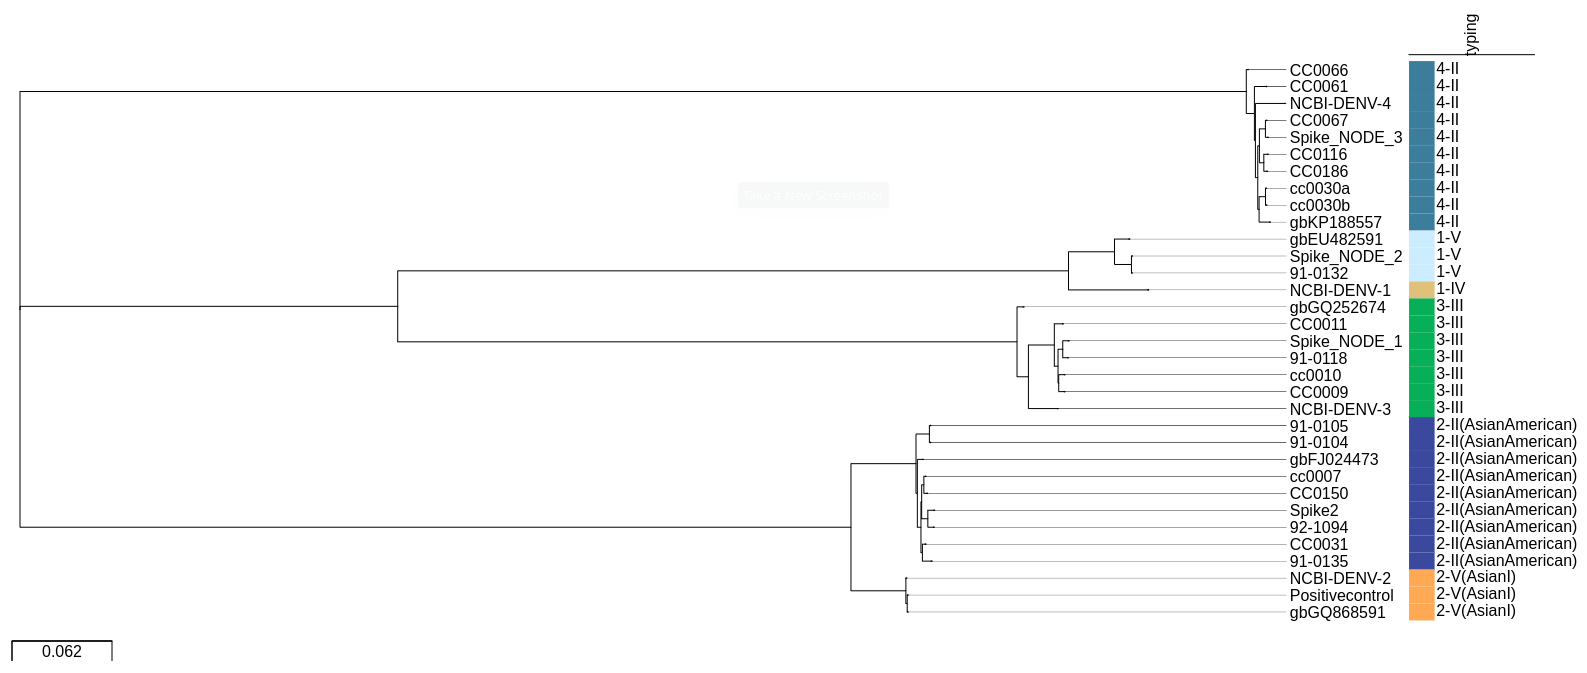 typing
CC0066 4-II
CC0061 4-II
NCBI-DENV-4 4-II
CC0067 4-II
Spike_NODE_3 4-II
CC0116 4-II
CC0186 4-II
cc0030a 4-II
cc0030b 4-II
gbKP188557 4-II
gbEU482591 1-V
Spike_NODE_2 1-V
91-0132 1-V
NCBI-DENV-1 1-IV
gbGQ252674 3-III
CC0011 3-III
Spike_NODE_1 3-III
91-0118 3-III
cc0010 3-III
CC0009 3-III
NCBI-DENV-3 3-III
91-0105 2-II(AsianAmerican)
91-0104 2-II(AsianAmerican)
gbFJ024473 2-II(AsianAmerican)
cc0007 2-II(AsianAmerican)
CC0150 2-II(AsianAmerican)
Spike2 2-II(AsianAmerican)
92-1094 2-II(AsianAmerican)
CC0031 2-II(AsianAmerican)
91-0135 2-II(AsianAmerican)
NCBI-DENV-2 2-V(AsianI)
Positivecontrol 2-V(AsianI)
gbGQ868591 2-V(AsianI)
0.062